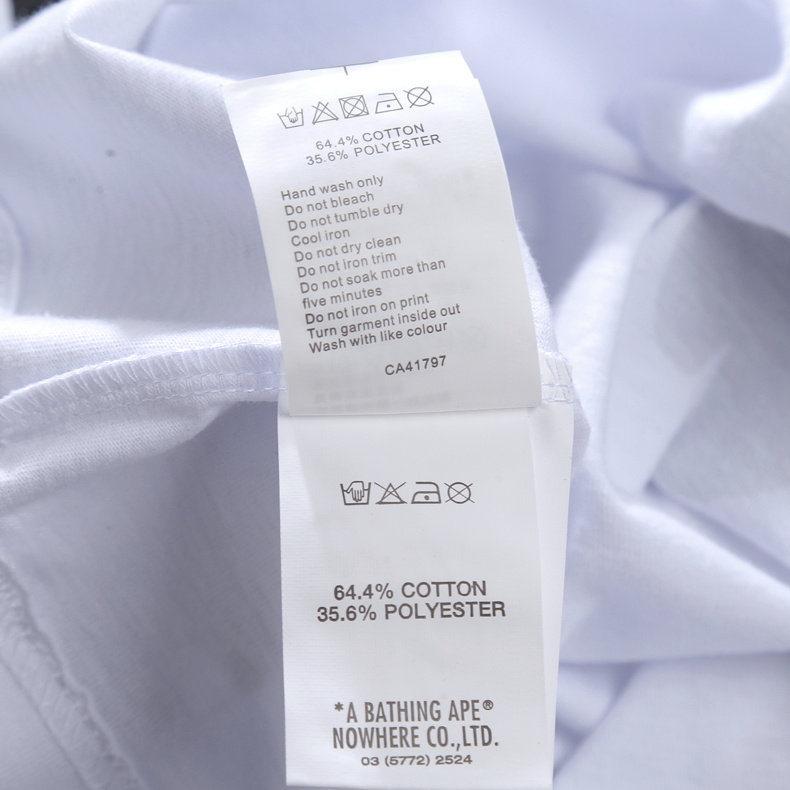 64.4% COTTON
35.6% POLYESTER
Hand wash only
Do not bleach
Do not tumble dry
Cool iron
Do not dry clean
Do not iron trim
Do not soak more than
five minutes
Do not iron on print
Turn garment inside out
Wash with like colour
CA41797
64.4% COTTON
35.6% POLYESTER
*A BATHING APE®
NOWHERE CO.,LTD.
03 (5772) 2524